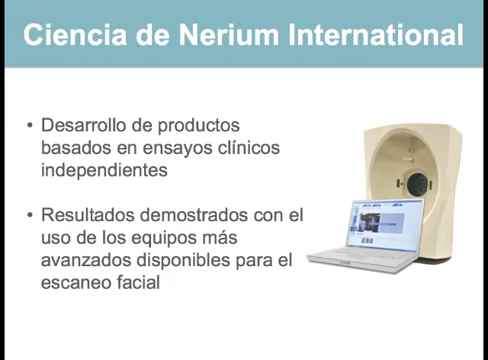 Ciencia de Nerium International
• Desarrollo de productos
basados en ensayos clínicos
independientes
• Resultados demostrados con el
uso de los equipos más
avanzados disponibles para el
escaneo facial